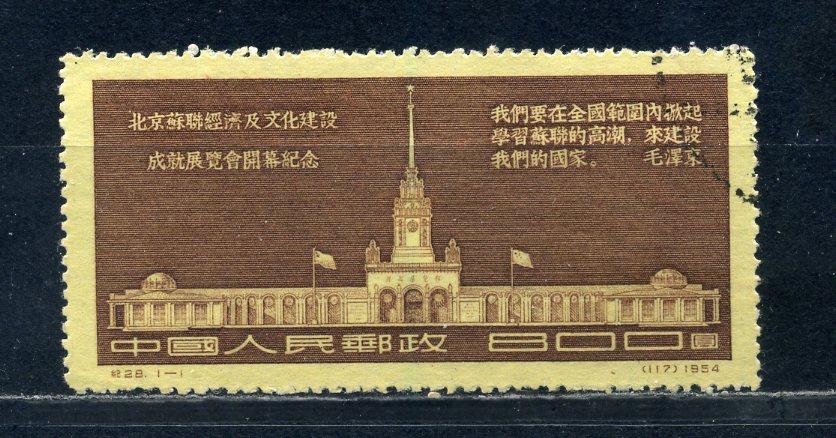 北京蘇聯經濟及文化建設
成就展覽會開幕紀念
我們要在全國範圍內掀起
學習蘇聯的高潮，來建設
我們的國家。 毛澤東
中國人民郵政 800圓
紀28. 1—1 (117) 1954